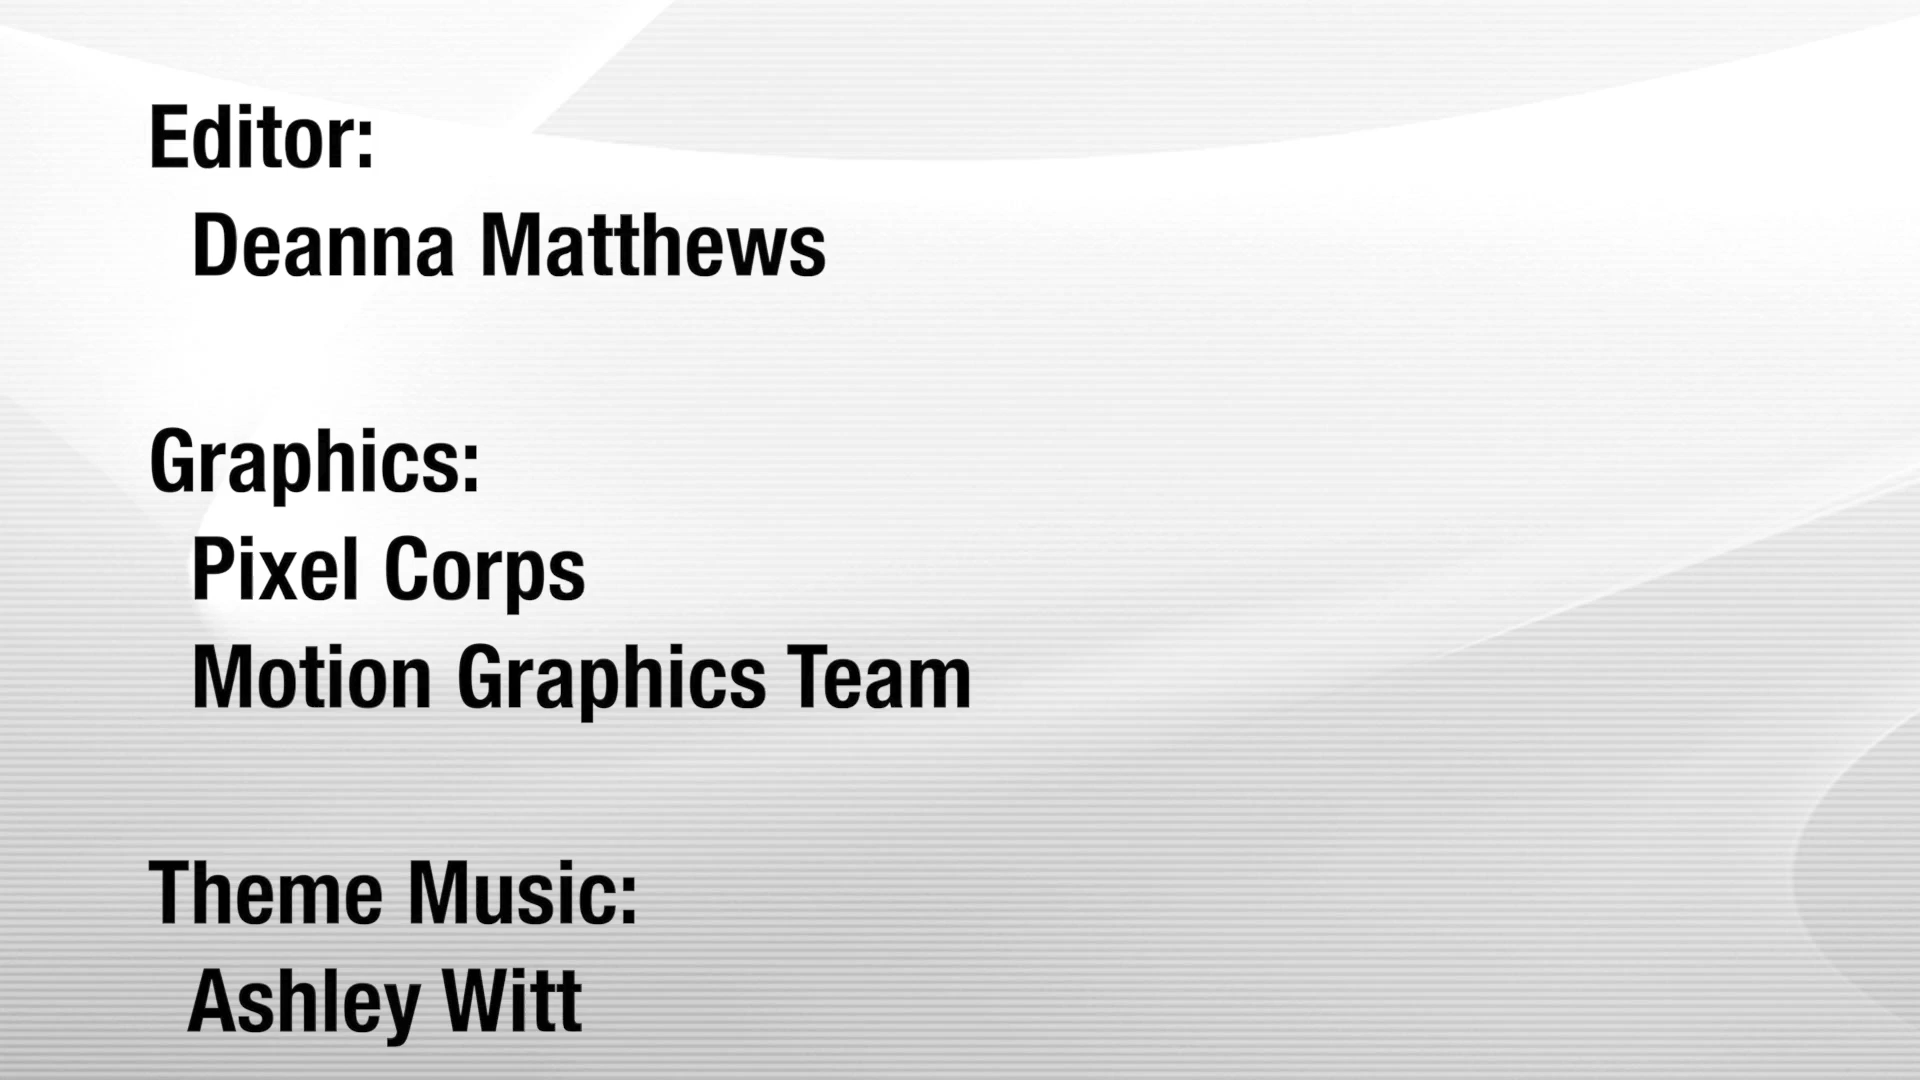 Editor:
Deanna Matthews
Graphics:
Pixel Corps
Motion Graphics Team
Theme Music:
Ashley Witt